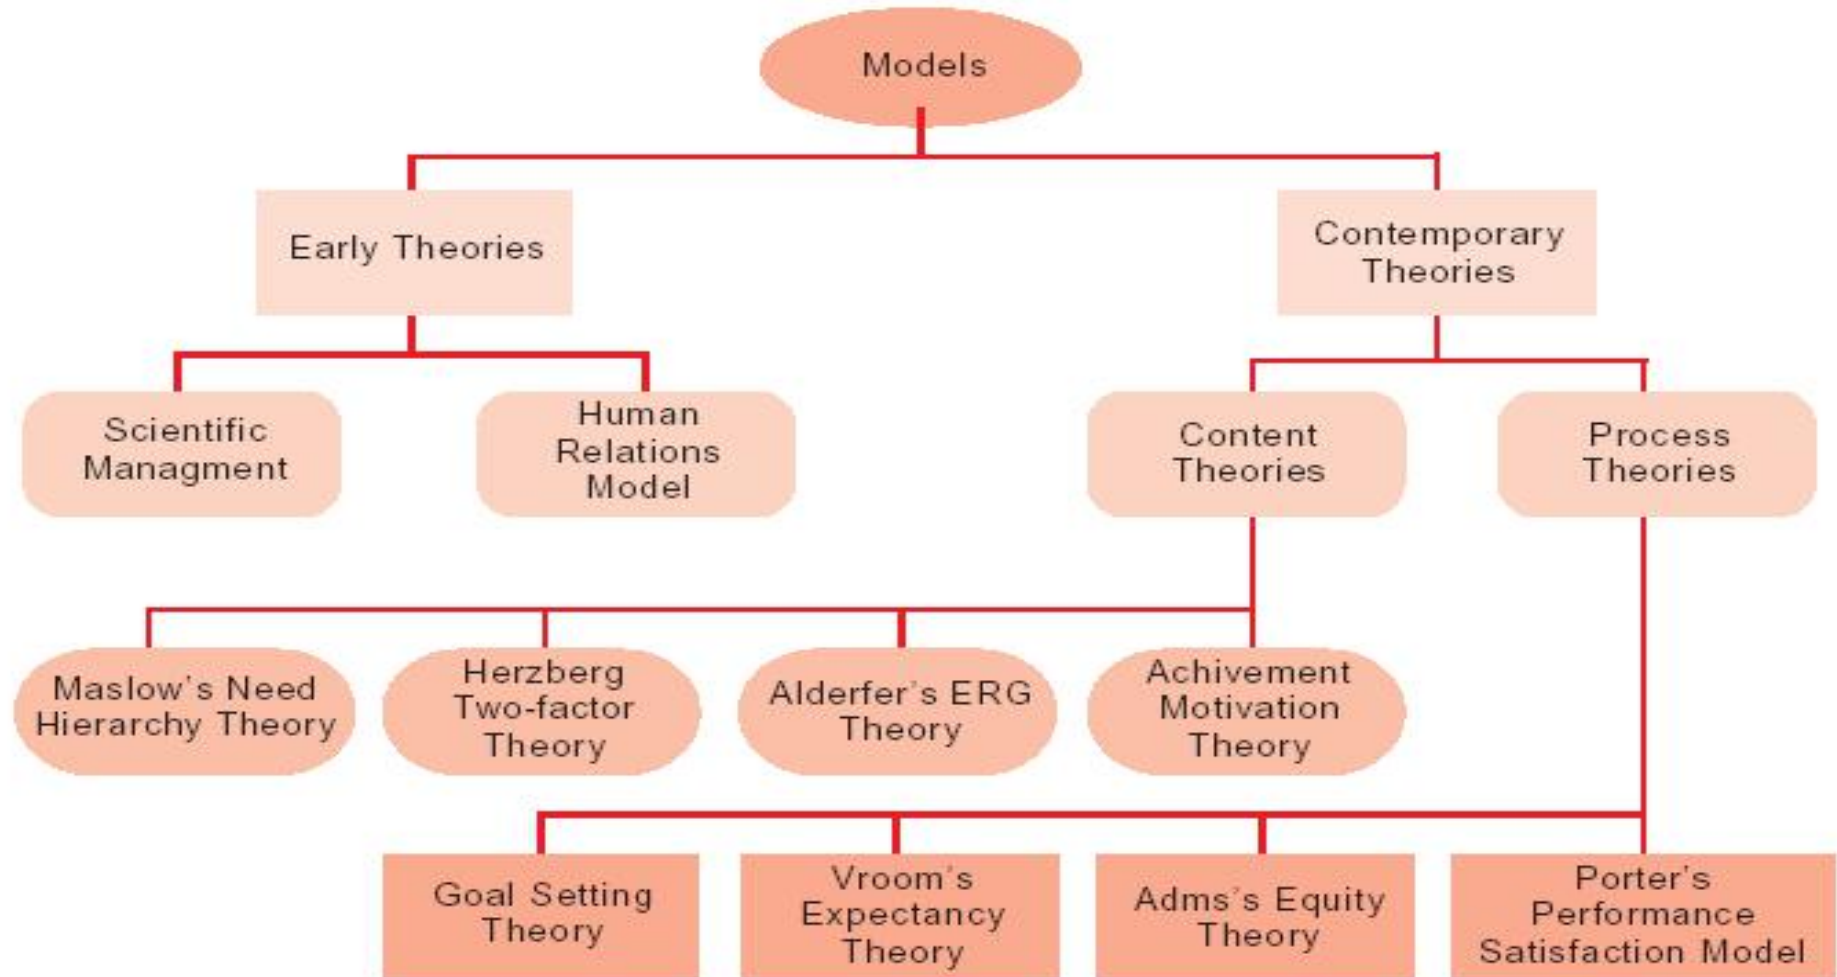 Models
Early Theories
Contemporary
Theories
Scientific
Managment
Human
Relations
Model
Content
Theories
Process
Theories
Maslow's Need
Hierarchy Theory
Herzberg
Two-factor
Theory
Alderfer's ERG
Theory
Achivement
Motivation
Theory
Goal Setting
Theory
Vroom's
Expectancy
Theory
Adms's Equity
Theory
Porter's
Performance
Satisfaction Model